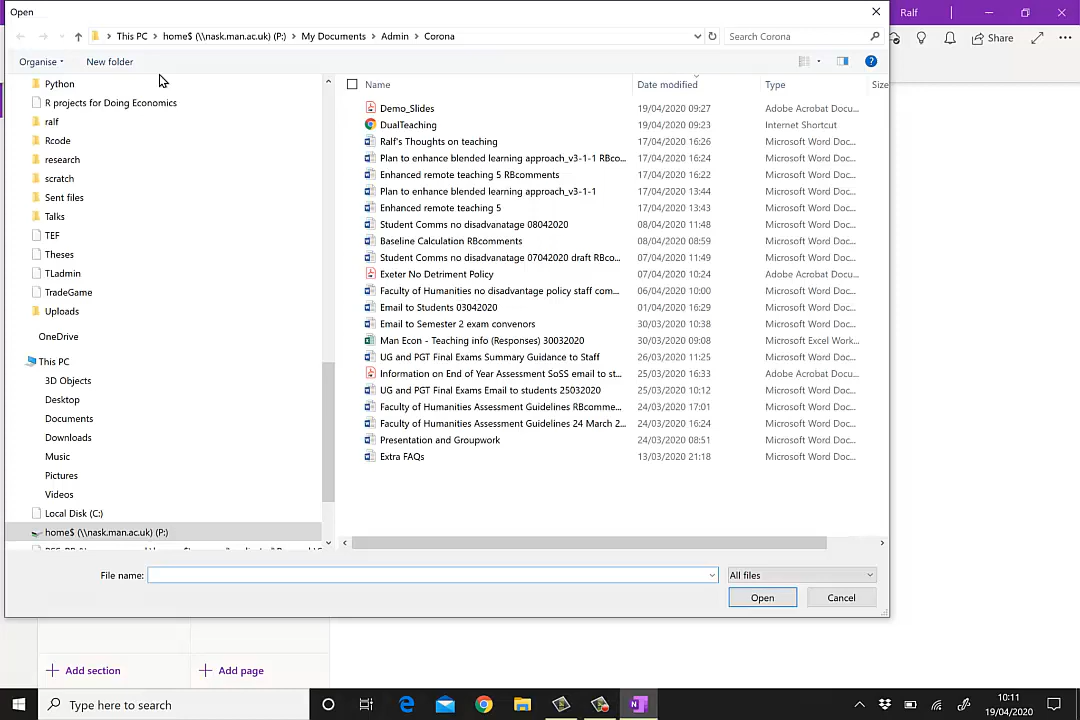 Open
Ralf
This PC > home$ (\\nask.man.ac.uk) (P:) > My Documents > Admin > Corona
Search Corona
Share
Organise
New folder
Name
Date modified
Type
Size
Python
R projects for Doing Economics
ralf
Rcode
research
scratch
Sent files
Talks
TEF
Theses
TLadmin
TradeGame
Uploads
OneDrive
This PC
3D Objects
Desktop
Documents
Downloads
Music
Pictures
Videos
Local Disk (C:)
home$ (\\nask.man.ac.uk) (P:)
Demo_Slides 19/04/2020 09:27 Adobe Acrobat Docu...
DualTeaching 19/04/2020 09:23 Internet Shortcut
Ralf's Thoughts on teaching 17/04/2020 16:26 Microsoft Word Doc...
Plan to enhance blended learning approach_v3-1-1 RBco... 17/04/2020 16:24 Microsoft Word Doc...
Enhanced remote teaching 5 RBcomments 17/04/2020 16:22 Microsoft Word Doc...
Plan to enhance blended learning approach_v3-1-1 17/04/2020 13:44 Microsoft Word Doc...
Enhanced remote teaching 5 17/04/2020 13:43 Microsoft Word Doc...
Student Comms no disadvanatage 08042020 08/04/2020 11:48 Microsoft Word Doc...
Baseline Calculation RBcomments 08/04/2020 08:59 Microsoft Word Doc...
Student Comms no disadvanatage 07042020 draft RBco... 07/04/2020 11:49 Microsoft Word Doc...
Exeter No Detriment Policy 07/04/2020 10:24 Adobe Acrobat Docu...
Faculty of Humanities no disadvantage policy staff com... 06/04/2020 10:00 Microsoft Word Doc...
Email to Students 03042020 01/04/2020 16:29 Microsoft Word Doc...
Email to Semester 2 exam convenors 30/03/2020 10:38 Microsoft Word Doc...
Man Econ - Teaching info (Responses) 30032020 30/03/2020 09:08 Microsoft Excel Work...
UG and PGT Final Exams Summary Guidance to Staff 26/03/2020 11:25 Microsoft Word Doc...
Information on End of Year Assessment SoSS email to st... 25/03/2020 16:33 Adobe Acrobat Docu...
UG and PGT Final Exams Email to students 25032020 25/03/2020 10:12 Microsoft Word Doc...
Faculty of Humanities Assessment Guidelines RBcomme... 24/03/2020 17:01 Microsoft Word Doc...
Faculty of Humanities Assessment Guidelines 24 March 2... 24/03/2020 16:24 Microsoft Word Doc...
Presentation and Groupwork 24/03/2020 08:51 Microsoft Word Doc...
Extra FAQs 13/03/2020 21:18 Microsoft Word Doc...
File name:
All files
Open
Cancel
+ Add section
+ Add page
Type here to search
10:11
19/04/2020